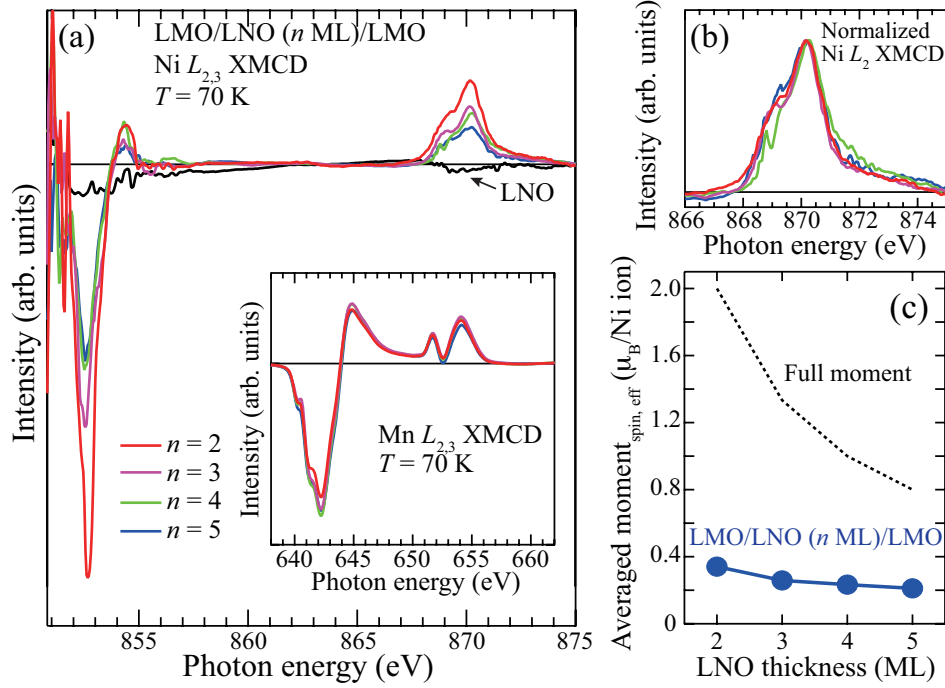 (a)
LMO/LNO (n ML)/LMO
Ni L2,3 XMCD
T = 70 K
LNO
Intensity (arb. units)
n = 2
n = 3
n = 4
n = 5
855 860 865 870 875
Photon energy (eV)
Intensity (arb. units)
Mn L2,3 XMCD
T = 70 K
640 645 650 655 660
Photon energy (eV)
(b)
Normalized
Ni L2 XMCD
Intensity (arb. units)
866 868 870 872 874
Photon energy (eV)
(c)
Averaged moment spin, eff (μB/Ni ion)
2.0
1.6
1.2
0.8
0.4
0
Full moment
LMO/LNO (n ML)/LMO
2 3 4 5
LNO thickness (ML)